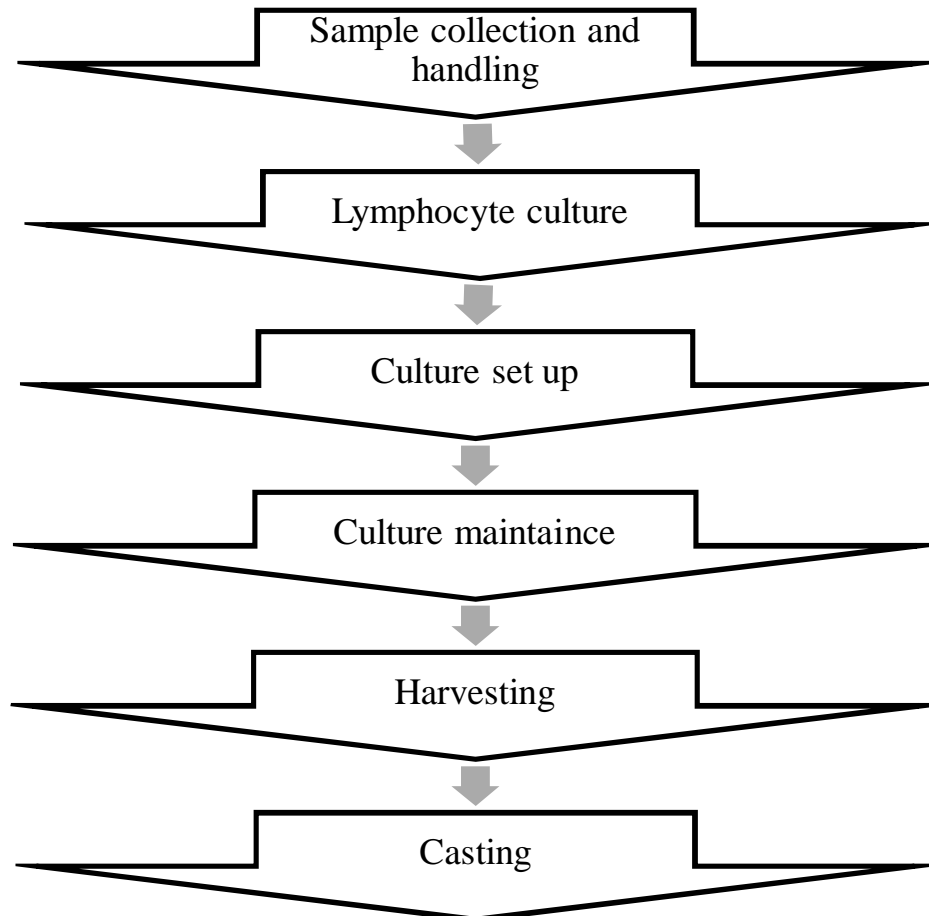 Sample collection and
handling
Lymphocyte culture
Culture set up
Culture maintaince
Harvesting
Casting